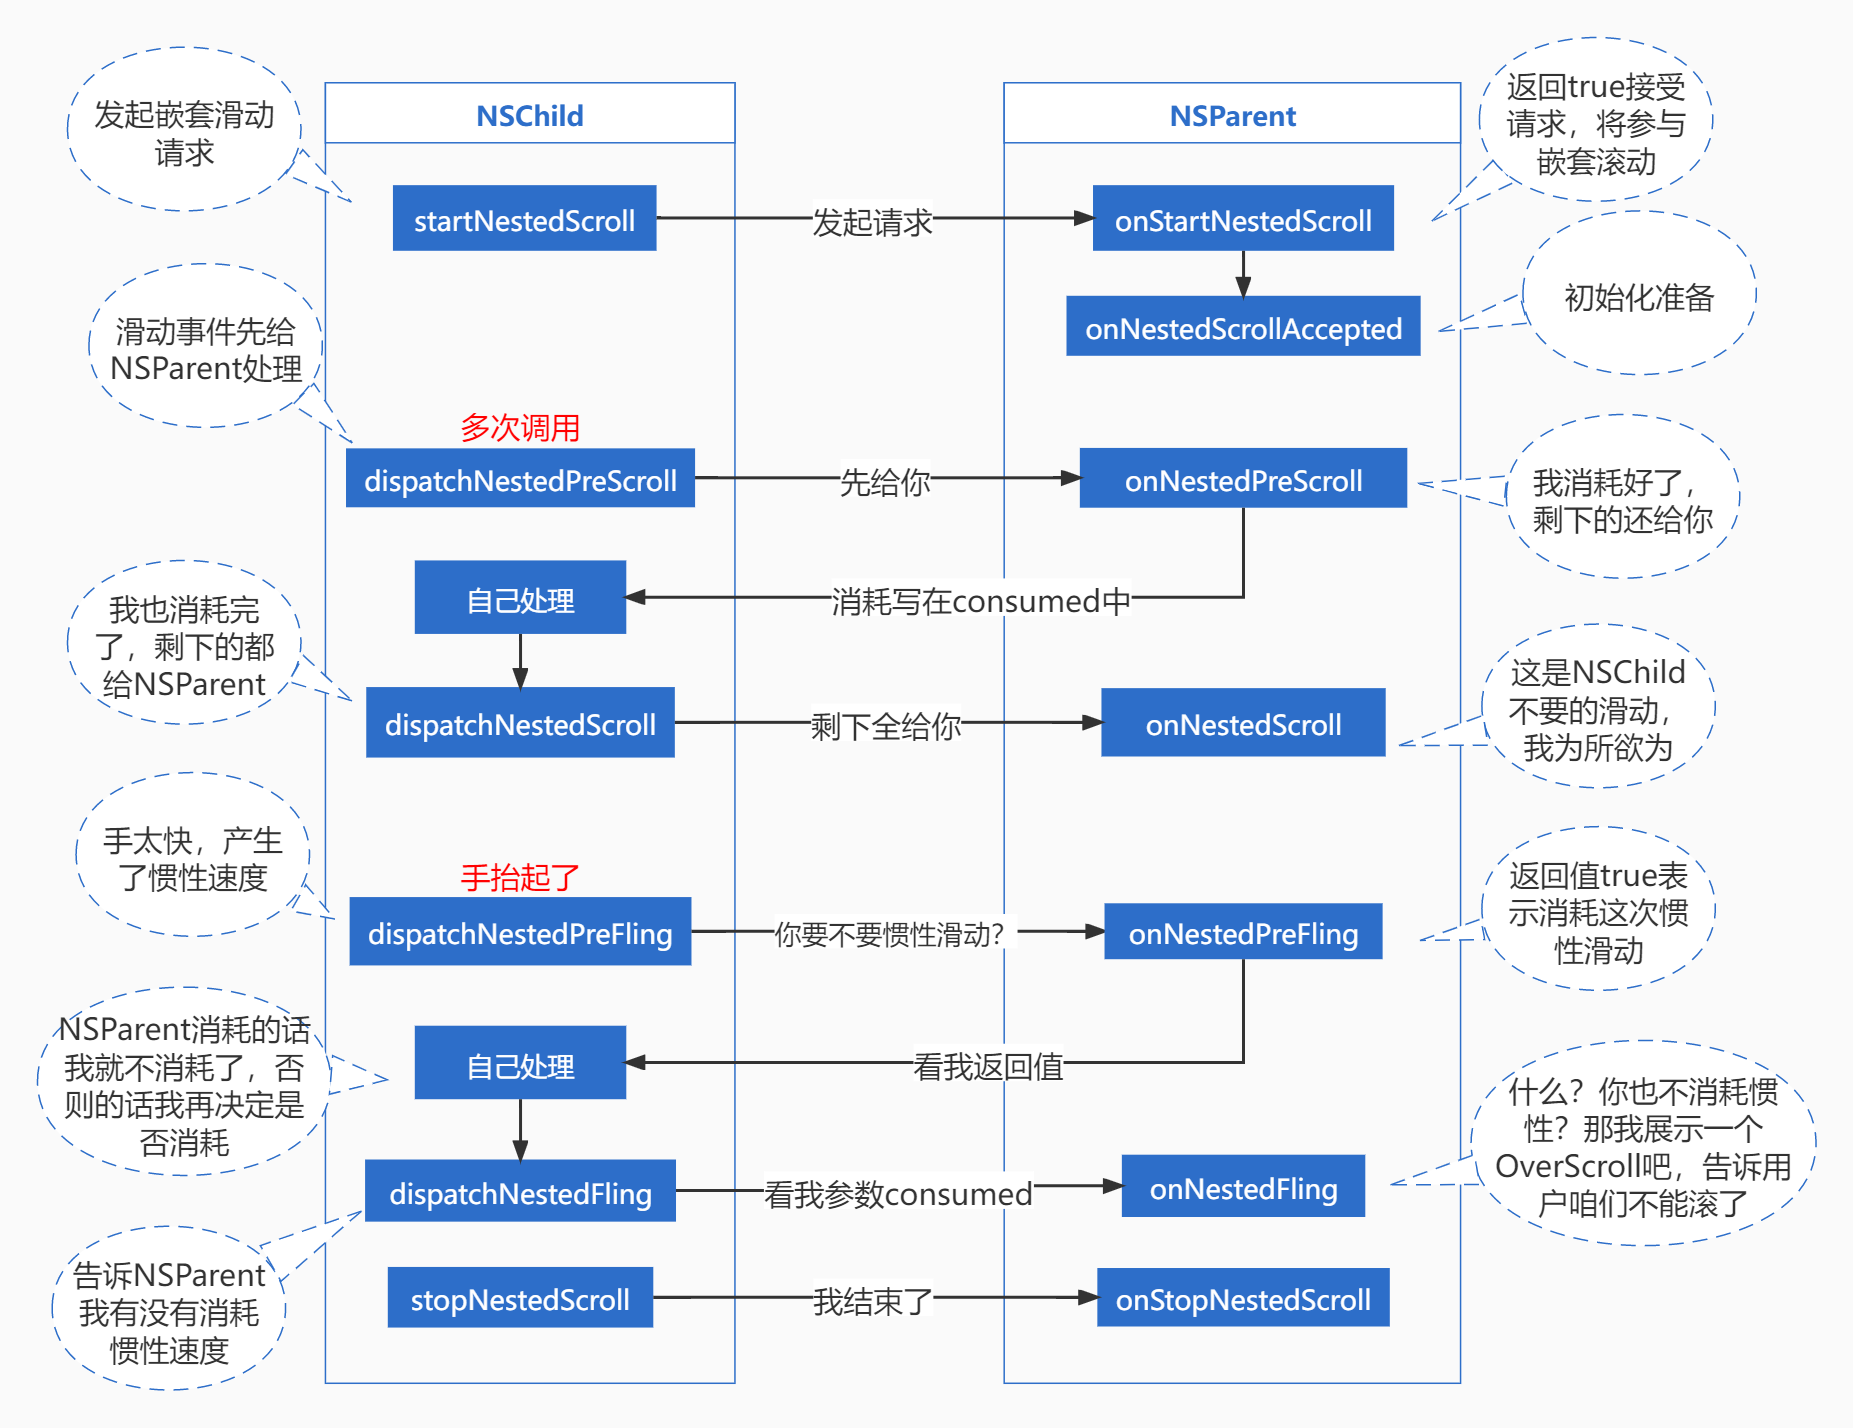 发起嵌套滑动
请求
NSChild
NSParent
返回true接受
请求，将参与
嵌套滚动
startNestedScroll
发起请求
onStartNestedScroll
滑动事件先给
NSParent处理
onNestedScrollAccepted
初始化准备
多次调用
dispatchNestedPreScroll
先给你
onNestedPreScroll
我消耗好了，
剩下的还给你
我也消耗完
了，剩下的都
给NSParent
自己处理
消耗写在consumed中
dispatchNestedScroll
剩下全给你
onNestedScroll
这是NSChild
不要的滑动，
我为所欲为
手太快，产生
了惯性速度
手抬起了
dispatchNestedPreFling
你要不要惯性滑动？
onNestedPreFling
返回值true表
示消耗这次惯
性滑动
NSParent消耗的话
我就不消耗了，否
则的话我再决定是
否消耗
自己处理
看我返回值
dispatchNestedFling
看我参数consumed
onNestedFling
什么？你也不消耗惯
性？那我展示一个
OverScroll吧，告诉用
户咱们不能滚了
告诉NSParent
我有没有消耗
惯性速度
stopNestedScroll
我结束了
onStopNestedScroll